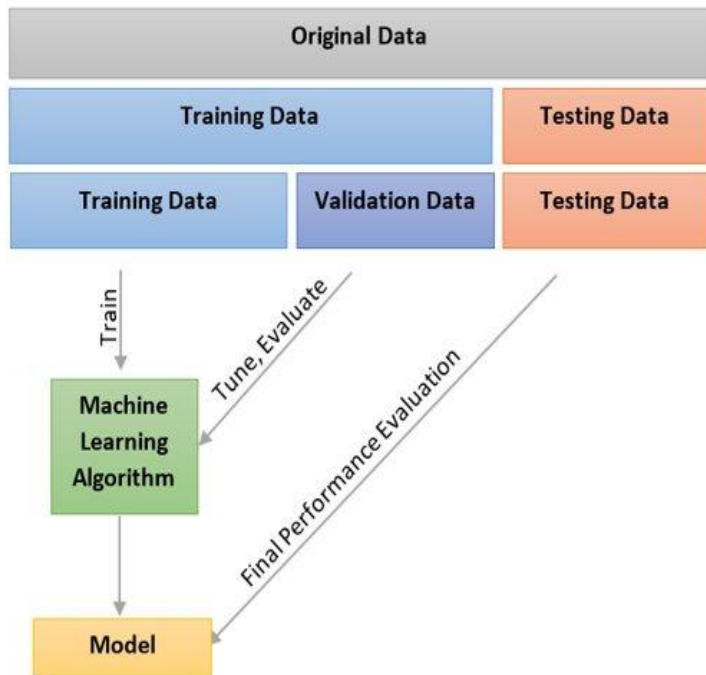 Original Data
Training Data
Testing Data
Training Data
Validation Data
Testing Data
Train
Tune, Evaluate
Final Performance Evaluation
Machine
Learning
Algorithm
Model